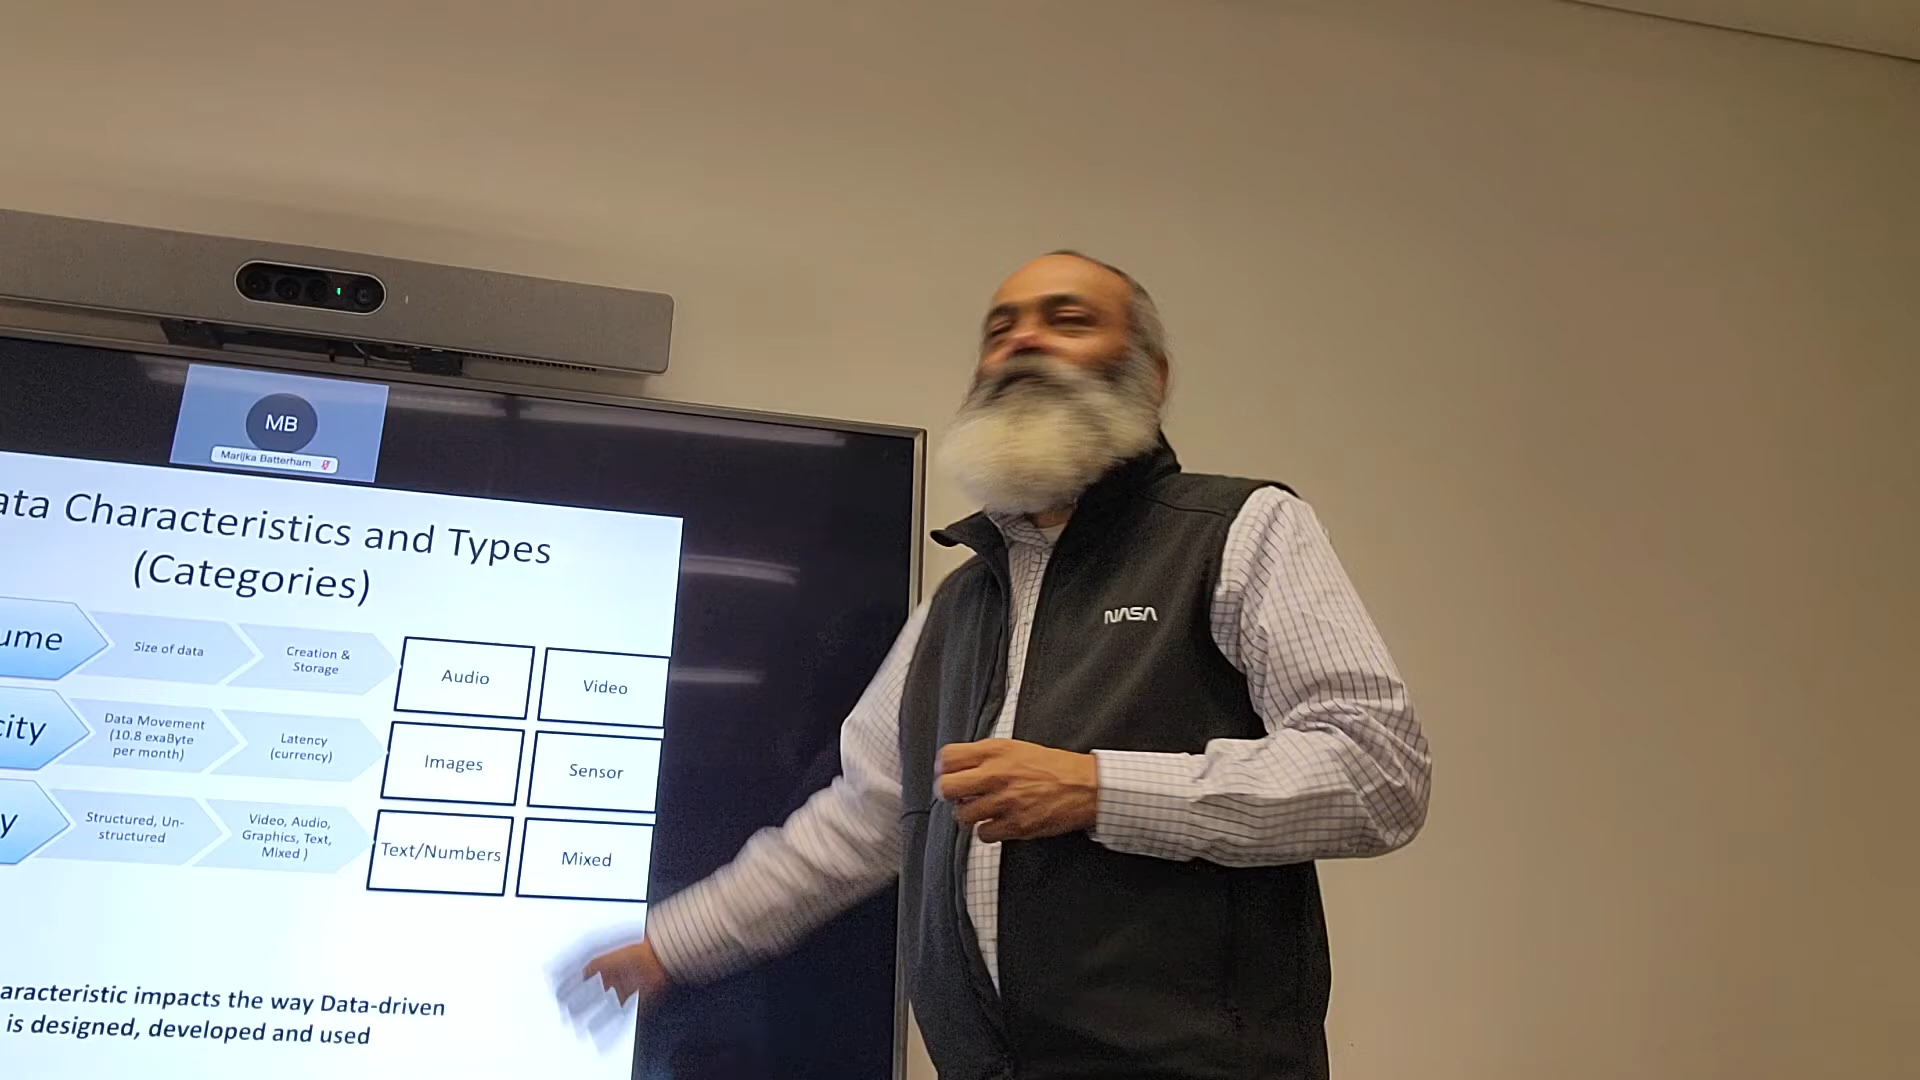 MB
Marijka Batterham
ata Characteristics and Types
(Categories)
ume
Size of data
Creation &
Storage
Audio
Video
city
Data Movement
(10.8 exaByte
per month)
Latency
(currency)
Images
Sensor
y
Structured, Un-
structured
Video, Audio,
Graphics, Text,
Mixed )
Text/Numbers
Mixed
aracteristic impacts the way Data-driven
is designed, developed and used
NASA